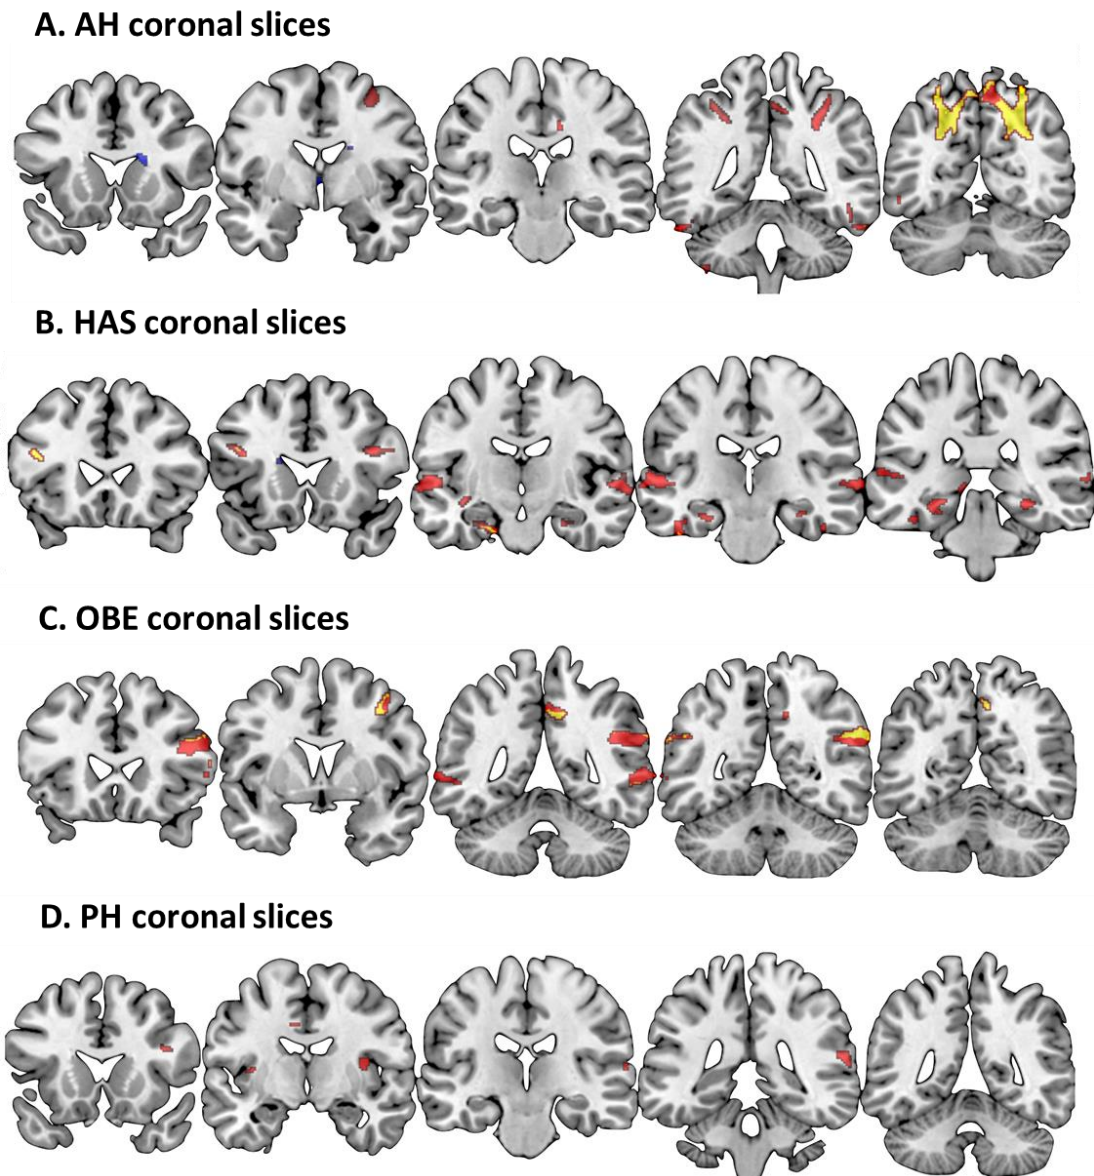 A. AH coronal slices
B. HAS coronal slices
C. OBE coronal slices
D. PH coronal slices